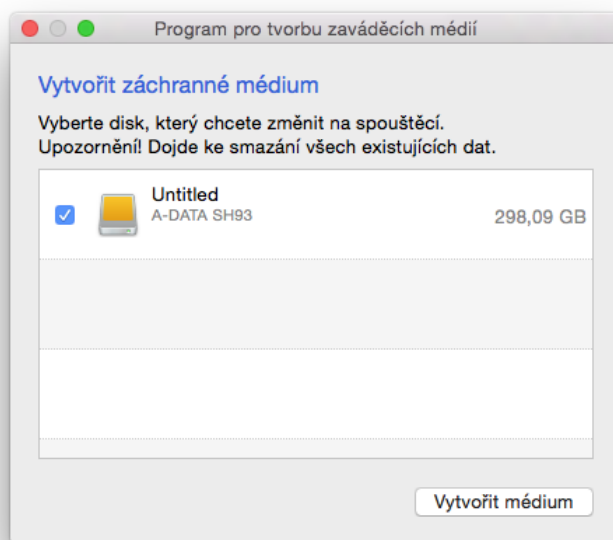 Program pro tvorbu zaváděcích médií
Vytvořit záchranné médium
Vyberte disk, který chcete změnit na spouštěcí.
Upozornění! Dojde ke smazání všech existujících dat.
Untitled
A-DATA SH93
298,09 GB
Vytvořit médium